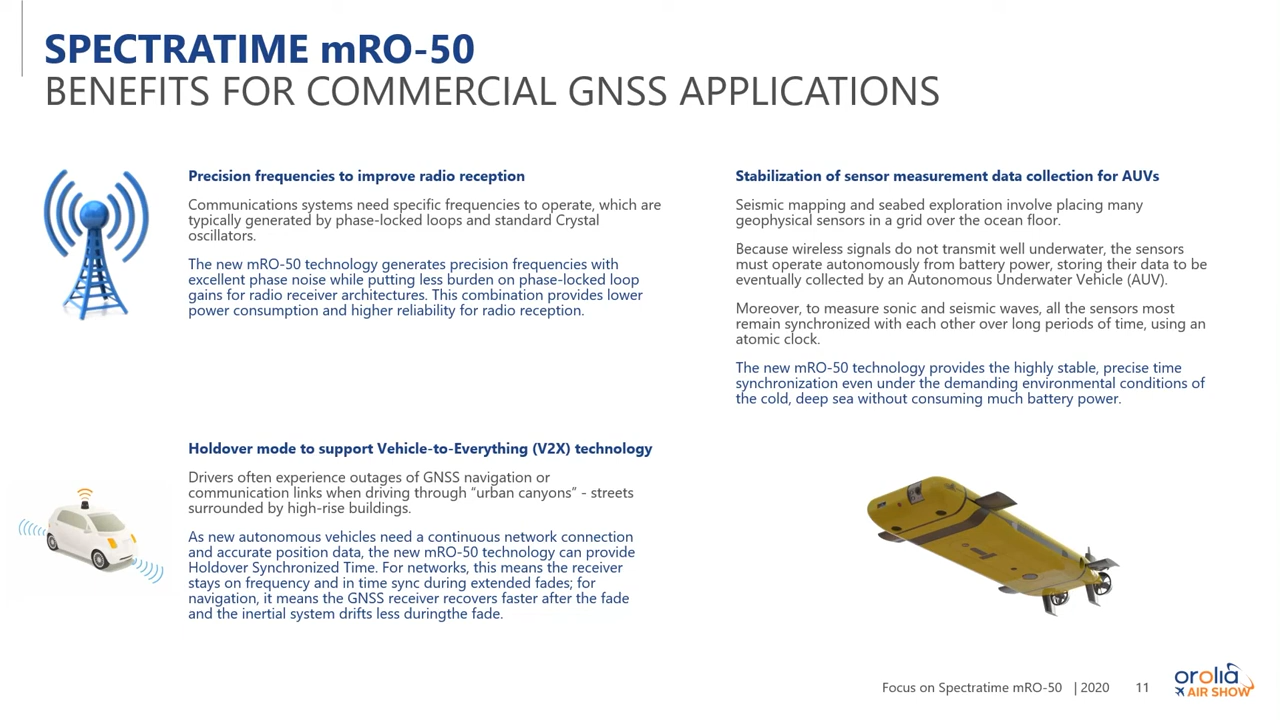 SPECTRATIME mRO-50
BENEFITS FOR COMMERCIAL GNSS APPLICATIONS
Precision frequencies to improve radio reception
Communications systems need specific frequencies to operate, which are
typically generated by phase-locked loops and standard Crystal
oscillators.
The new mRO-50 technology generates precision frequencies with
excellent phase noise while putting less burden on phase-locked loop
gains for radio receiver architectures. This combination provides lower
power consumption and higher reliability for radio reception.
Holdover mode to support Vehicle-to-Everything (V2X) technology
Drivers often experience outages of GNSS navigation or
communication links when driving through “urban canyons” - streets
surrounded by high-rise buildings.
As new autonomous vehicles need a continuous network connection
and accurate position data, the new mRO-50 technology can provide
Holdover Synchronized Time. For networks, this means the receiver
stays on frequency and in time sync during extended fades; for
navigation, it means the GNSS receiver recovers faster after the fade
and the inertial system drifts less duringthe fade.
Stabilization of sensor measurement data collection for AUVs
Seismic mapping and seabed exploration involve placing many
geophysical sensors in a grid over the ocean floor.
Because wireless signals do not transmit well underwater, the sensors
must operate autonomously from battery power, storing their data to be
eventually collected by an Autonomous Underwater Vehicle (AUV).
Moreover, to measure sonic and seismic waves, all the sensors most
remain synchronized with each other over long periods of time, using an
atomic clock.
The new mRO-50 technology provides the highly stable, precise time
synchronization even under the demanding environmental conditions of
the cold, deep sea without consuming much battery power.
Focus on Spectratime mRO-50 | 2020 11
orolia
AIR SHOW